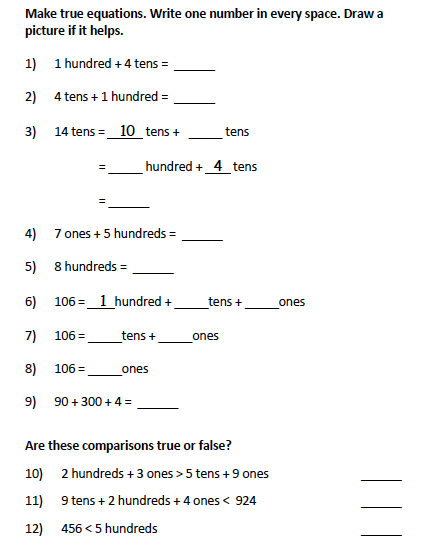 Make true equations. Write one number in every space. Draw a
picture if it helps.
1) 1 hundred + 4 tens = ______
2) 4 tens + 1 hundred = ______
3) 14 tens = __10__ tens + _____ tens
= _____ hundred + __4__ tens
= ______
4) 7 ones + 5 hundreds = ______
5) 8 hundreds = ______
6) 106 = __1__ hundred + _____ tens + _____ ones
7) 106 = _____ tens + _____ ones
8) 106 = _____ ones
9) 90 + 300 + 4 = ______
Are these comparisons true or false?
10) 2 hundreds + 3 ones > 5 tens + 9 ones ______
11) 9 tens + 2 hundreds + 4 ones < 924 ______
12) 456 < 5 hundreds ______